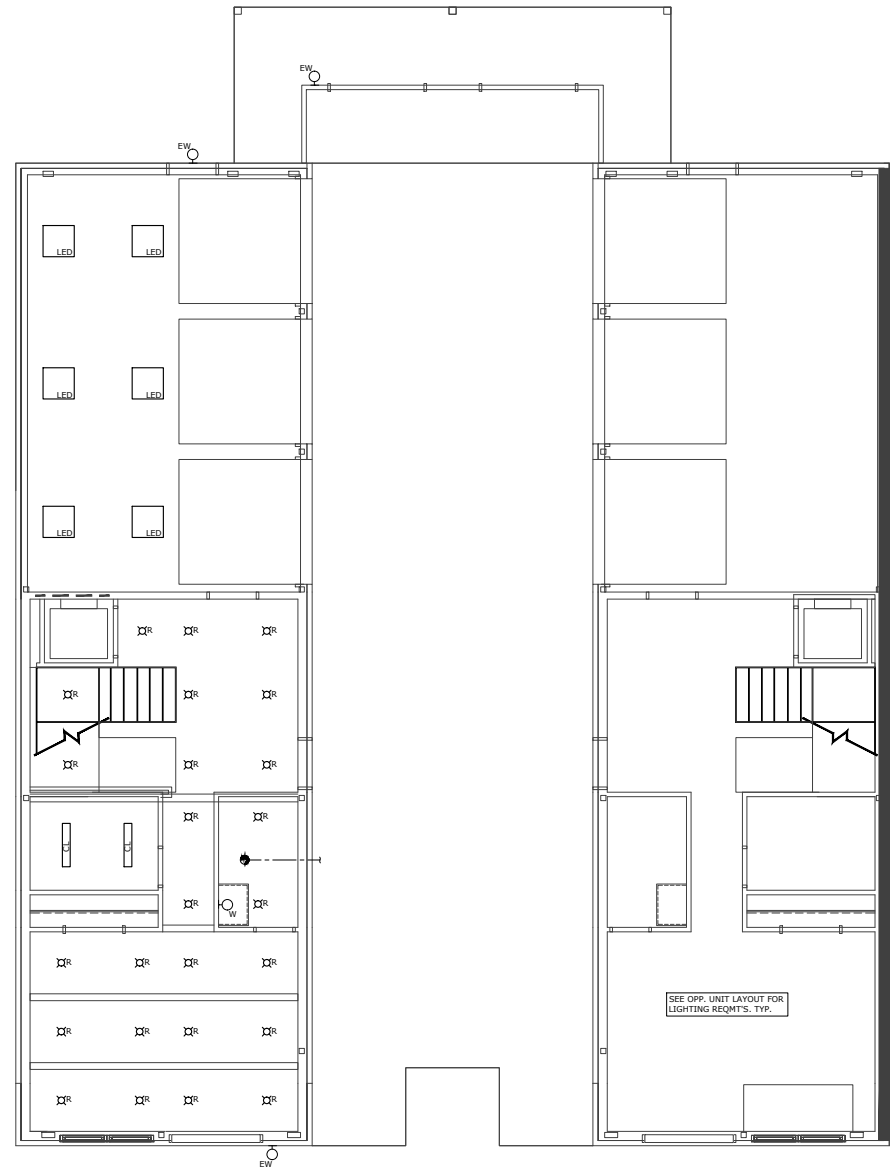 EW
EW
LED LED
LED LED
LED LED
R R R
R R R
R R R
R R
CL CL
R R
W
R R R R
SEE OPP. UNIT LAYOUT FOR
LIGHTING REQMT'S. TYP.
R R R R
R R R R
EW